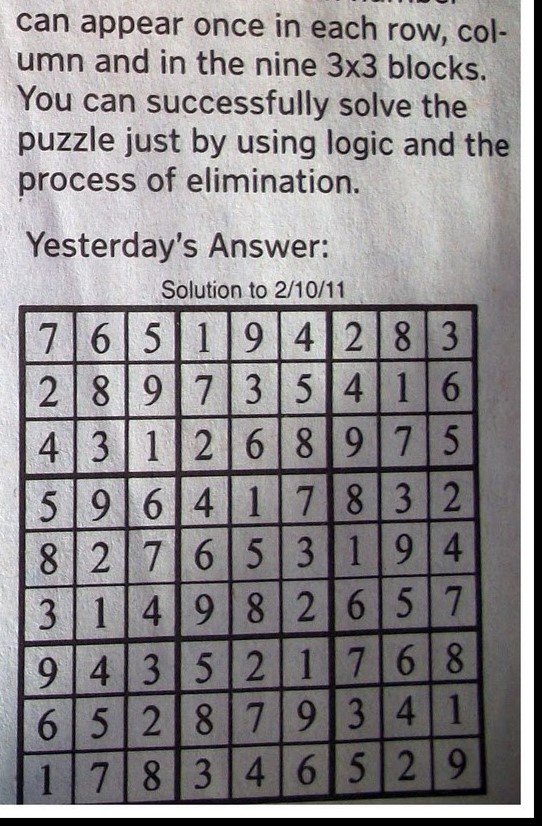 can appear once in each row, col-
umn and in the nine 3x3 blocks.
You can successfully solve the
puzzle just by using logic and the
process of elimination.
Yesterday's Answer:
Solution to 2/10/11
7 6 5 1 9 4 2 8 3
2 8 9 7 3 5 4 1 6
4 3 1 2 6 8 9 7 5
5 9 6 4 1 7 8 3 2
8 2 7 6 5 3 1 9 4
3 1 4 9 8 2 6 5 7
9 4 3 5 2 1 7 6 8
6 5 2 8 7 9 3 4 1
1 7 8 3 4 6 5 2 9